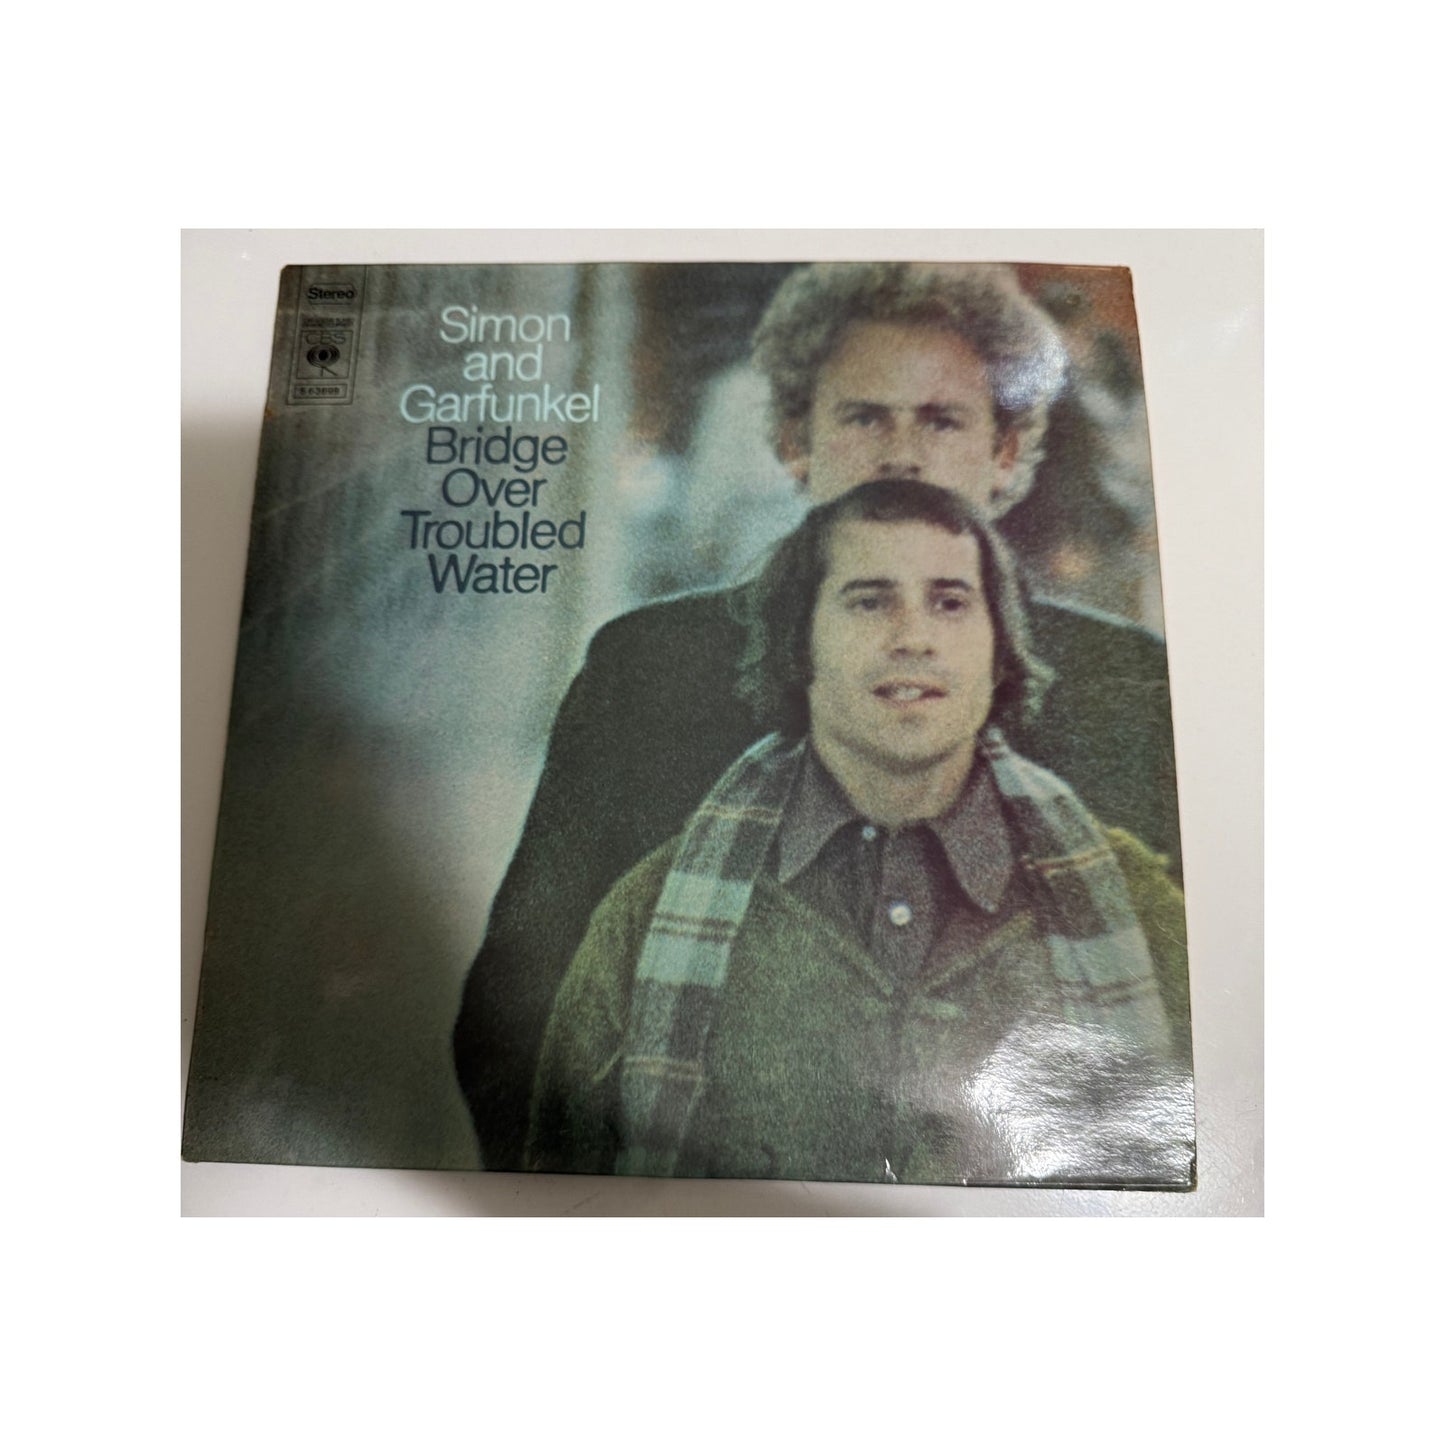 Stereo
CBS
S 63699
Simon
and
Garfunkel
Bridge
Over
Troubled
Water